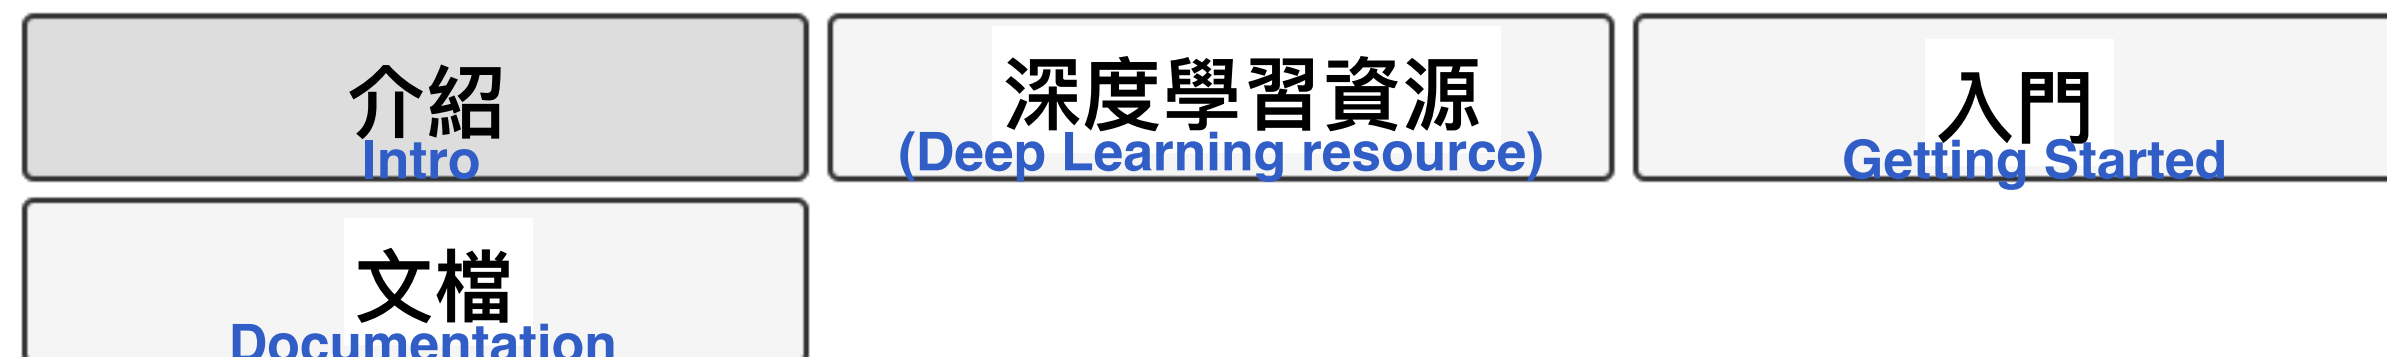 介紹
Intro
深度學習資源
(Deep Learning resource)
入門
Getting Started
文檔
Documentation